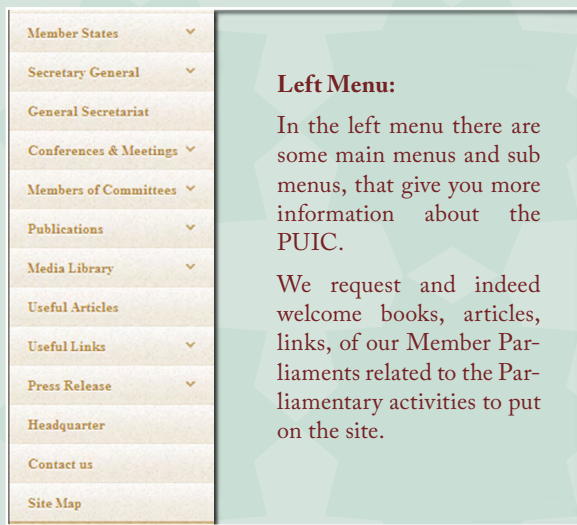 Member States
Secretary General
General Secretariat
Conferences & Meetings
Members of Committees
Publications
Media Library
Useful Articles
Useful Links
Press Release
Headquarter
Contact us
Site Map
Left Menu:
In the left menu there are
some main menus and sub
menus, that give you more
information about the
PUIC.
We request and indeed
welcome books, articles,
links, of our Member Par-
liaments related to the Par-
liamentary activities to put
on the site.